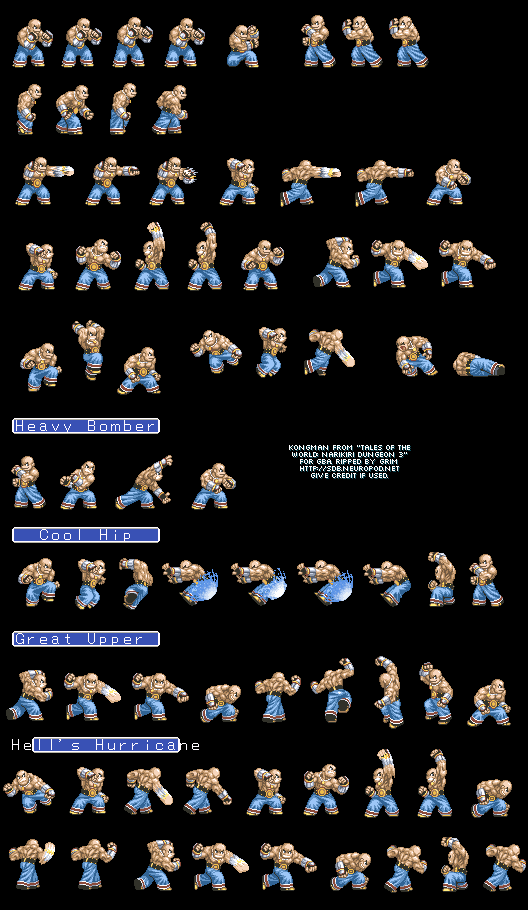 Heavy Bomber
KONGMAN FROM "TALES OF THE
WORLD: NARIKIRI DUNGEON 3"
FOR GBA. RIPPED BY GRIM
HTTP://SDB.NEUROPOD.NET
GIVE CREDIT IF USED.
Cool Hip
Great Upper
Hell's Hurricane